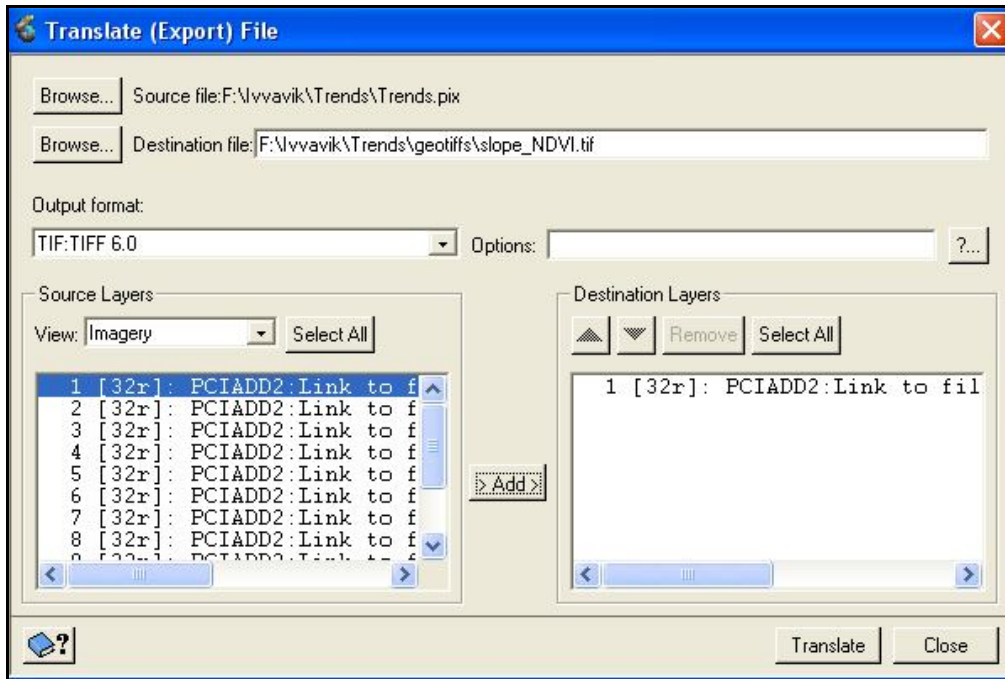 Translate (Export) File
Browse... Source file:F:\Ivvavik\Trends\Trends.pix
Browse... Destination file: F:\Ivvavik\Trends\geotiffs\slope_NDVI.tif
Output format:
TIF:TIFF 6.0 Options: ?...
Source Layers
View: Imagery Select All
1 [32r]: PCIADD2:Link to f
2 [32r]: PCIADD2:Link to f
3 [32r]: PCIADD2:Link to f
4 [32r]: PCIADD2:Link to f
5 [32r]: PCIADD2:Link to f
6 [32r]: PCIADD2:Link to f
7 [32r]: PCIADD2:Link to f
8 [32r]: PCIADD2:Link to f
> Add >
Destination Layers
Remove Select All
1 [32r]: PCIADD2:Link to fil
?
Translate Close